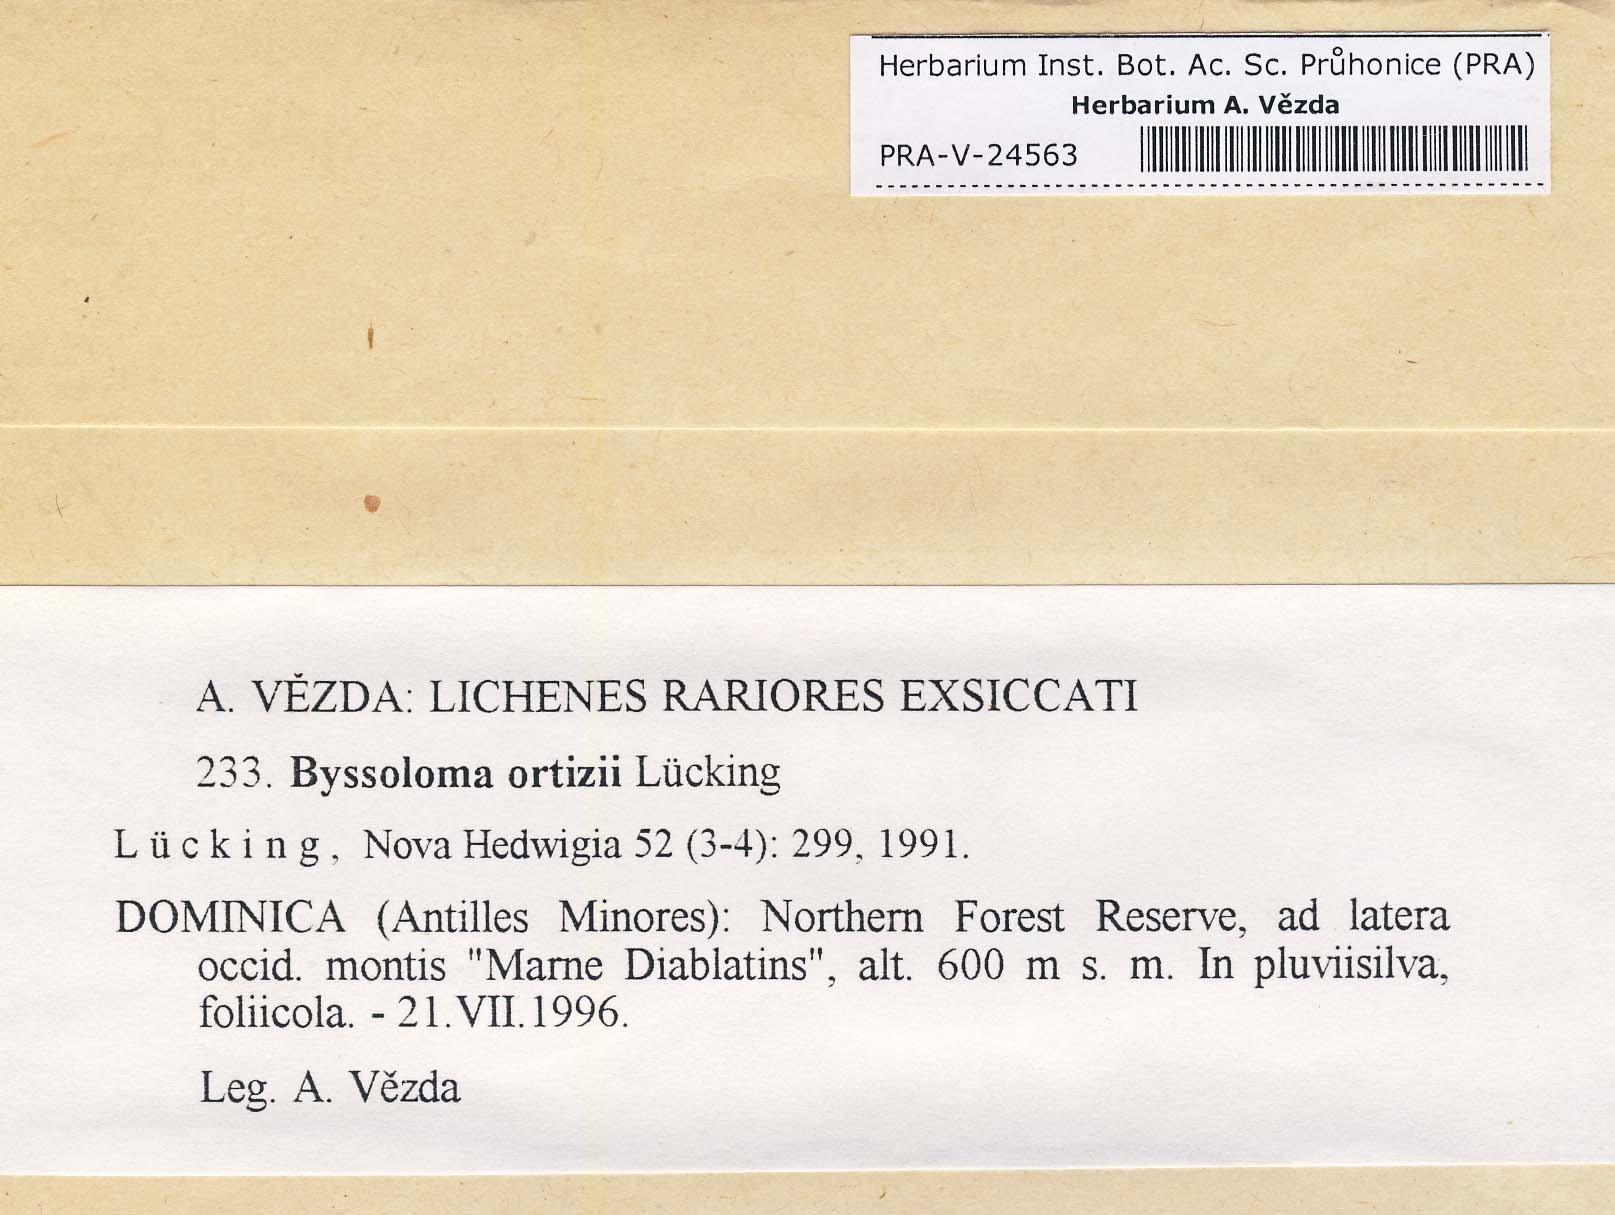 Herbarium Inst. Bot. Ac. Sc. Průhonice (PRA)
Herbarium A. Vězda
PRA-V-24563
A. VĚZDA: LICHENES RARIORES EXSICCATI
233. Byssoloma ortizii Lücking
Lücking, Nova Hedwigia 52 (3-4): 299, 1991.
DOMINICA (Antilles Minores): Northern Forest Reserve, ad latera
occid. montis "Marne Diablatins", alt. 600 m s. m. In pluviisilva,
foliicola. - 21.VII.1996.
Leg. A. Vězda